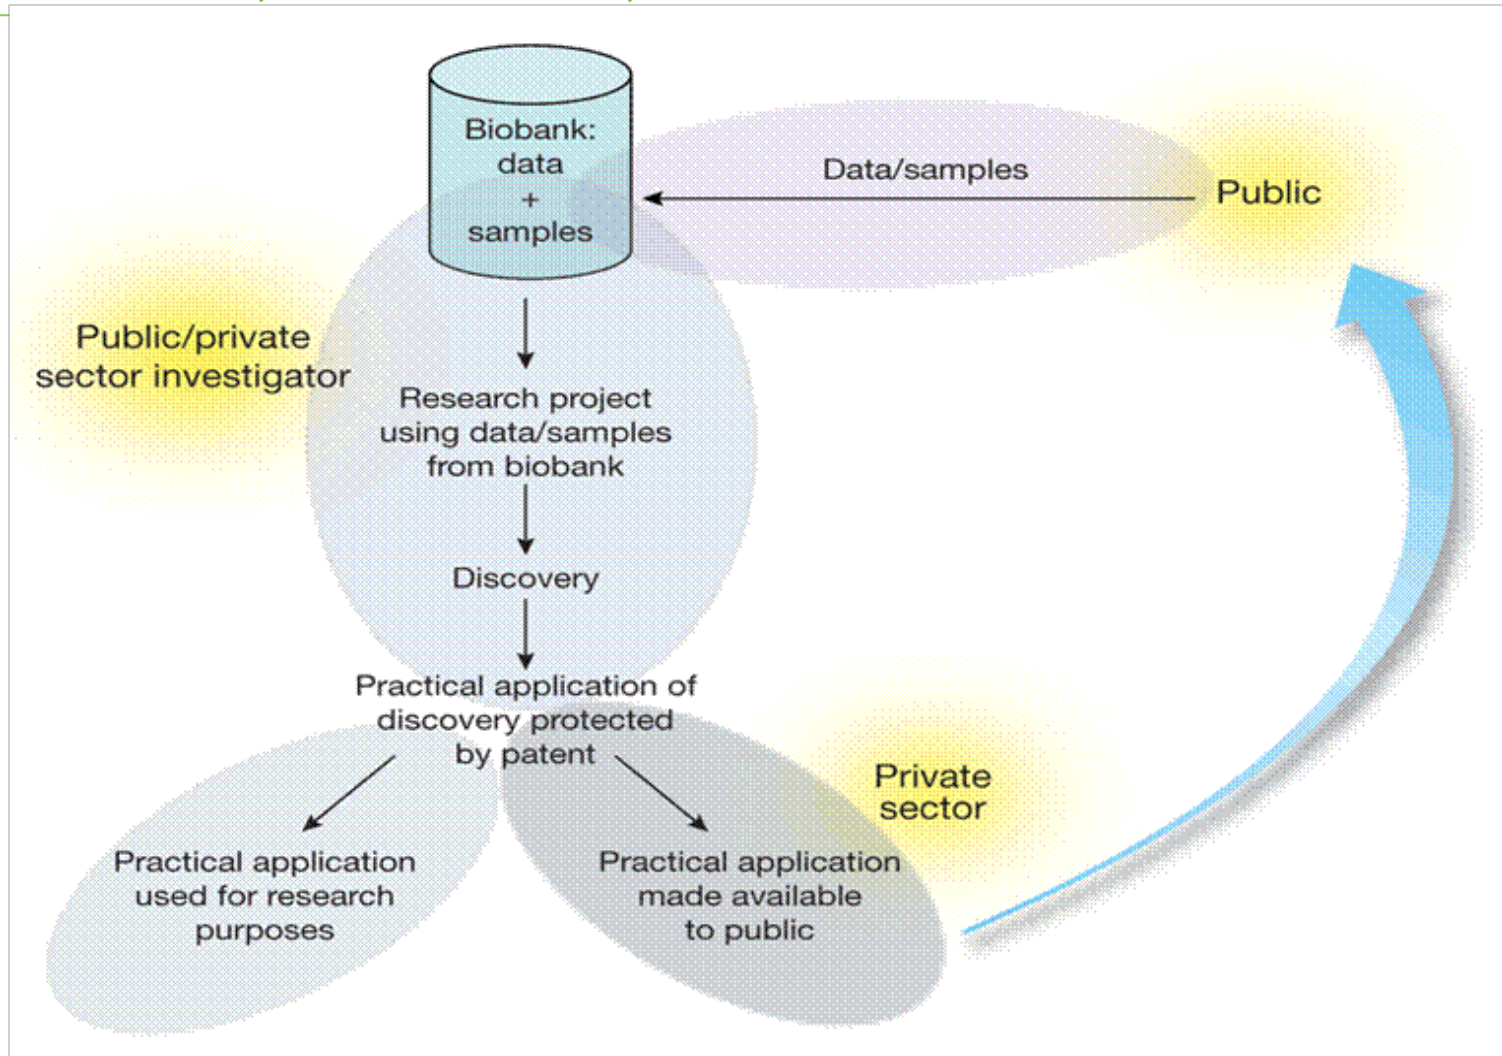 Biobank:
data
+
samples
Data/samples
Public
Public/private
sector investigator
Research project
using data/samples
from biobank
Discovery
Practical application of
discovery protected
by patent
Private
sector
Practical application
used for research
purposes
Practical application
made available
to public